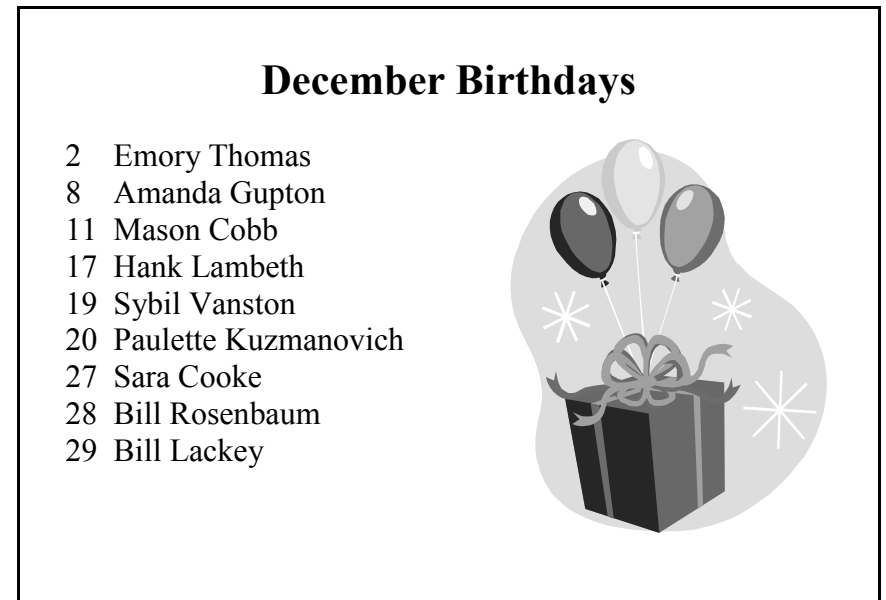 December Birthdays
2 Emory Thomas
8 Amanda Gupton
11 Mason Cobb
17 Hank Lambeth
19 Sybil Vanston
20 Paulette Kuzmanovich
27 Sara Cooke
28 Bill Rosenbaum
29 Bill Lackey